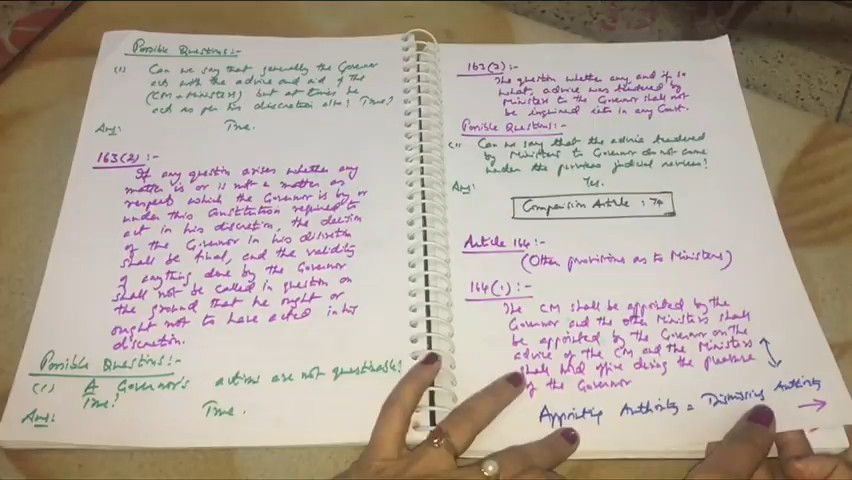 Possible Questions:-
(1) Can we say that generally the Governor
acts with the advice and aid of the
(CM + Ministers) but at times he
acts as per his discretion also! True?
Ans: True.
163(2):-
If any question arises whether any
matter is or is not a matter as
respect which the Governor is by or
under this Constitution required to
act in his discretion, the decision
of the Governor in his discretion
shall be final, and the validity
of anything done by the Governor
shall not be called in question on
the ground that he ought or
ought not to have acted in his
discretion.
Possible Questions:-
(1) A Governor's actions are not questionable!
True?
Ans: True.
163(3):-
The question whether any and if so
what, advice was tendered by
Ministers to the Governor shall not
be inquired into in any Court.
Possible Questions:-
(1) Can we say that the advice tendered
by Ministers to Governor do not come
under the judicial review?
Ans: Yes.
Comparision Article : 74
Article 164:-
(Other provisions as to Ministers)
164(1):-
The CM shall be appointed by the
Governor and the other Ministers shall
be appointed by the Governor on the
advice of the CM and the Ministers
shall hold office during the pleasure
of the Governor
Appointing Authority = Dismissing Authority